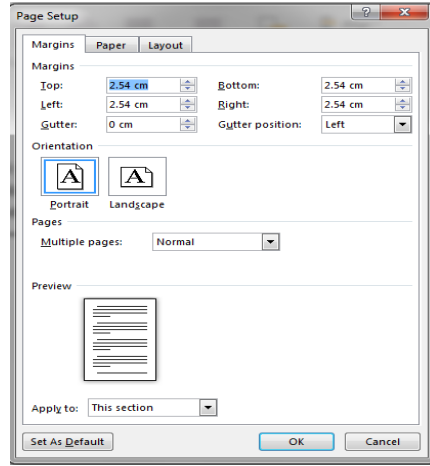 Page Setup
Margins Paper Layout
Margins
Top: 2.54 cm Bottom: 2.54 cm
Left: 2.54 cm Right: 2.54 cm
Gutter: 0 cm Gutter position: Left
Orientation
A A
Portrait Landscape
Pages
Multiple pages: Normal
Preview
Apply to: This section
Set As Default OK Cancel